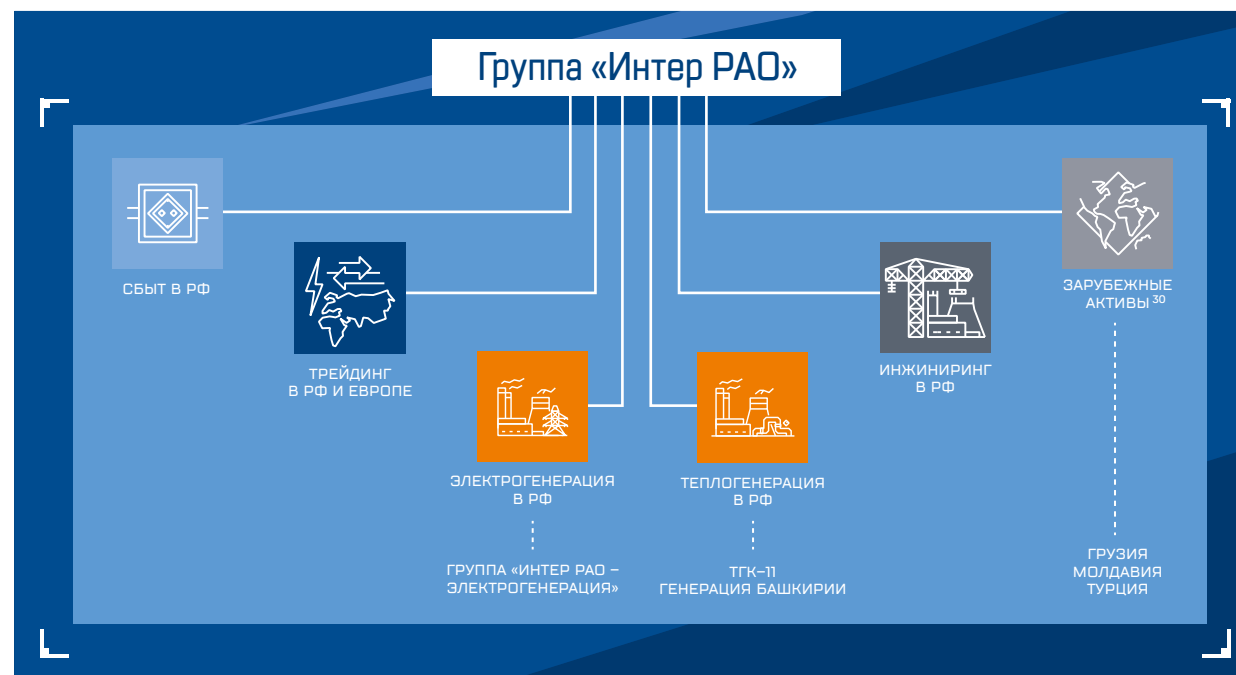 Группа «Интер РАО»
СБЫТ В РФ
ТРЕЙДИНГ
В РФ И ЕВРОПЕ
ЭЛЕКТРОГЕНЕРАЦИЯ
В РФ
ГРУППА «ИНТЕР РАО –
ЭЛЕКТРОГЕНЕРАЦИЯ»
ТЕПЛОГЕНЕРАЦИЯ
В РФ
ТГК–11
ГЕНЕРАЦИЯ БАШКИРИИ
ИНЖИНИРИНГ
В РФ
ЗАРУБЕЖНЫЕ
АКТИВЫ 30
ГРУЗИЯ
МОЛДАВИЯ
ТУРЦИЯ